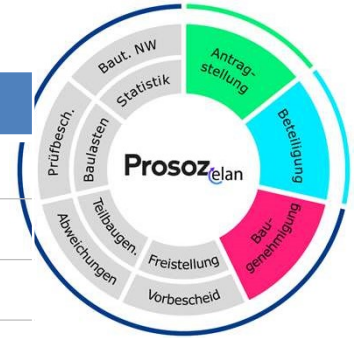 Antrag-
stellung
Beteiligung
Bau-
genehmigung
Freistellung
Vorbescheid
Teilbaugen.
Abweichungen
Baulasten
Prüfbesch.
Baut. NW
Statistik
Prosoz elan